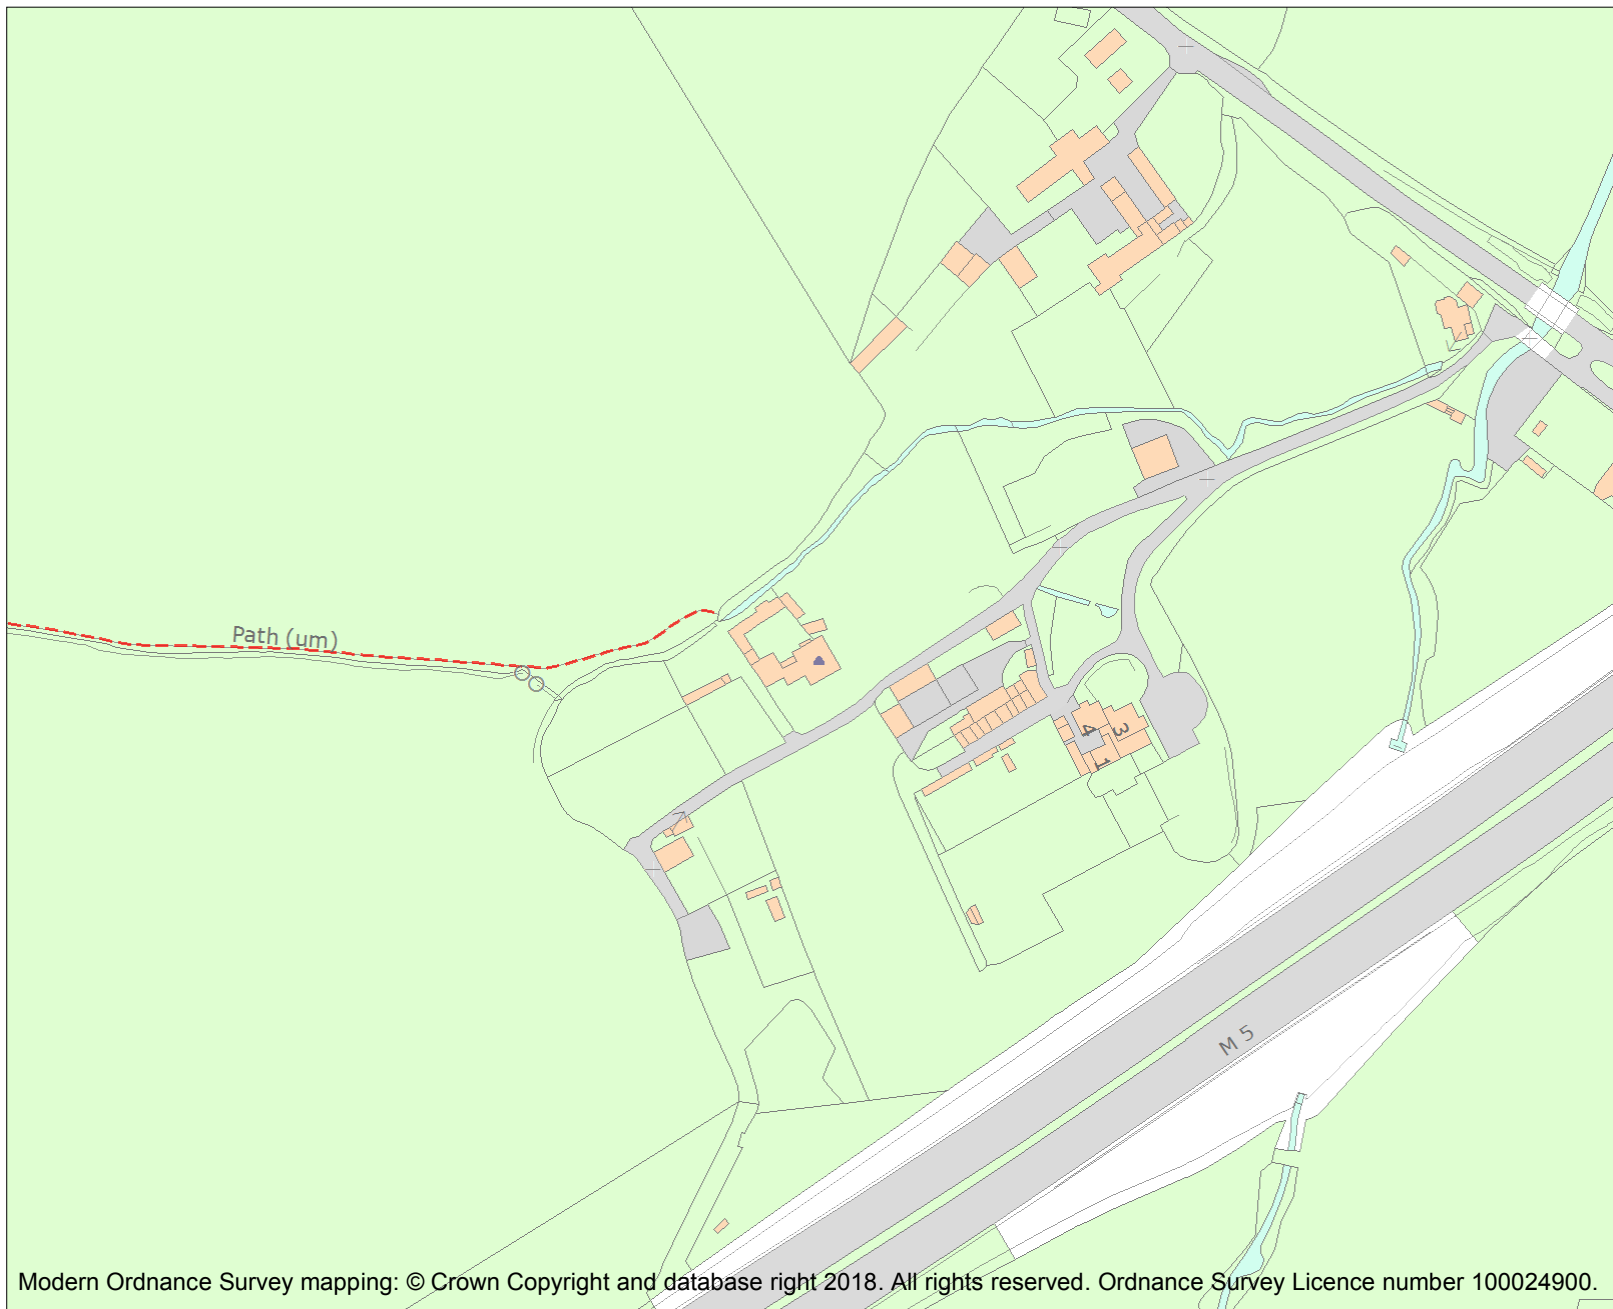 Path (um)
4
3
1
M 5
Modern Ordnance Survey mapping: © Crown Copyright and database right 2018. All rights reserved. Ordnance Survey Licence number 100024900.